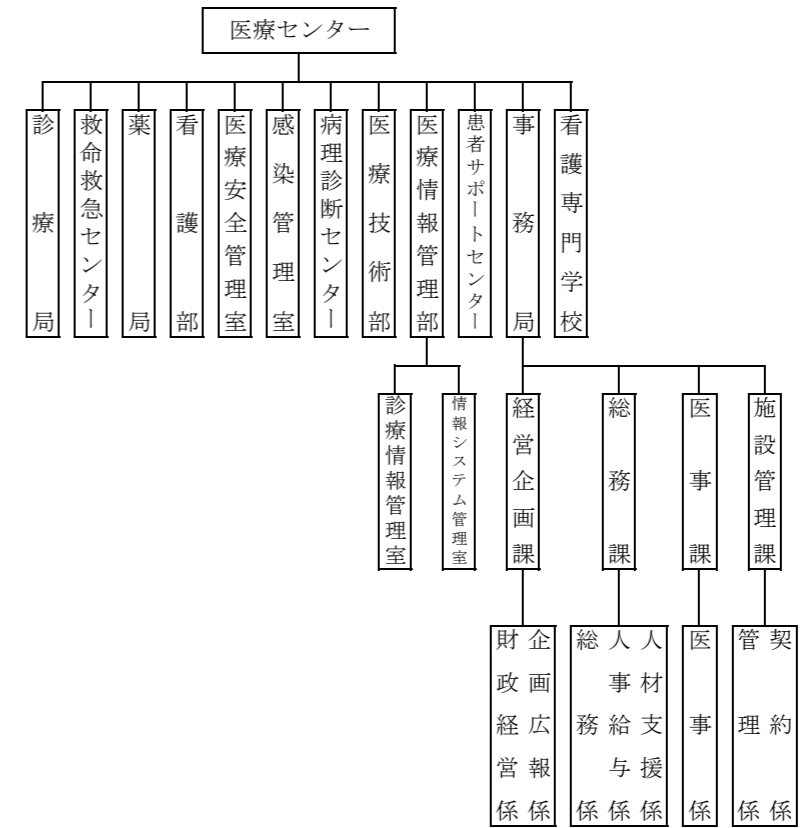 医療センター
診療局
救命救急センター
薬局
看護部
医療安全管理室
感染管理室
病理診断センター
医療技術部
医療情報管理部
患者サポートセンター
事務局
看護専門学校
診療情報管理室
情報システム管理室
経営企画課
総務課
医事課
施設管理課
財政経営係
企画広報係
総務係
人事給与係
人材支援係
医事係
管理係
契約係